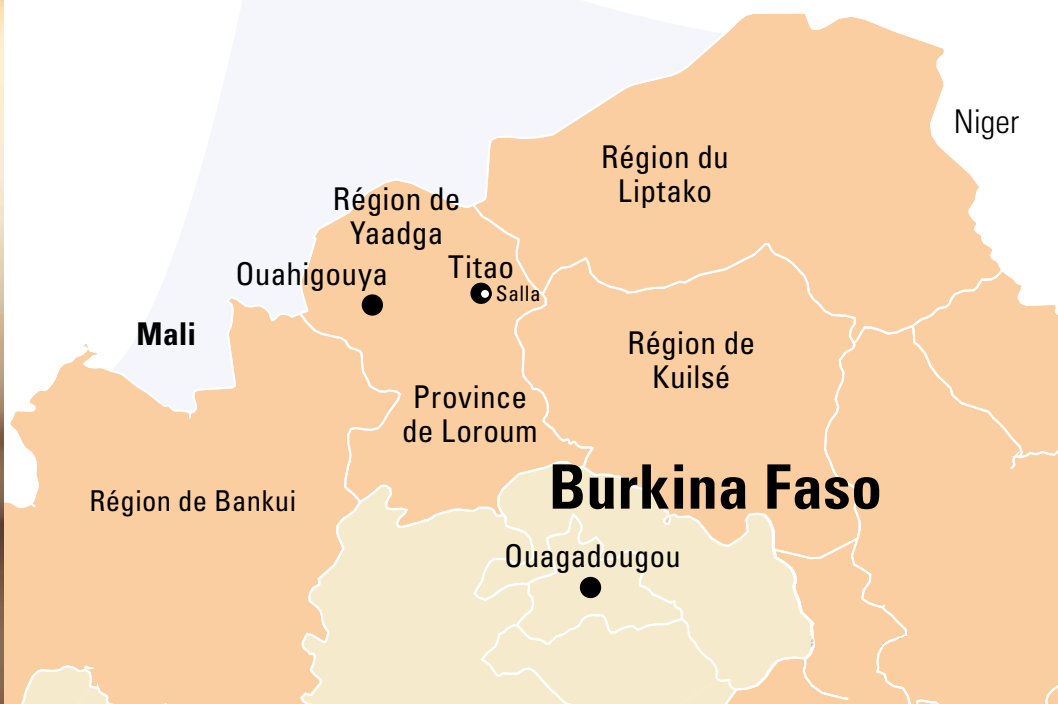 Niger
Région du
Liptako
Région de
Yaadga
Ouahigouya
Titao
Salla
Mali
Région de
Kuilsé
Province
de Loroum
Région de Bankui
Burkina Faso
Ouagadougou